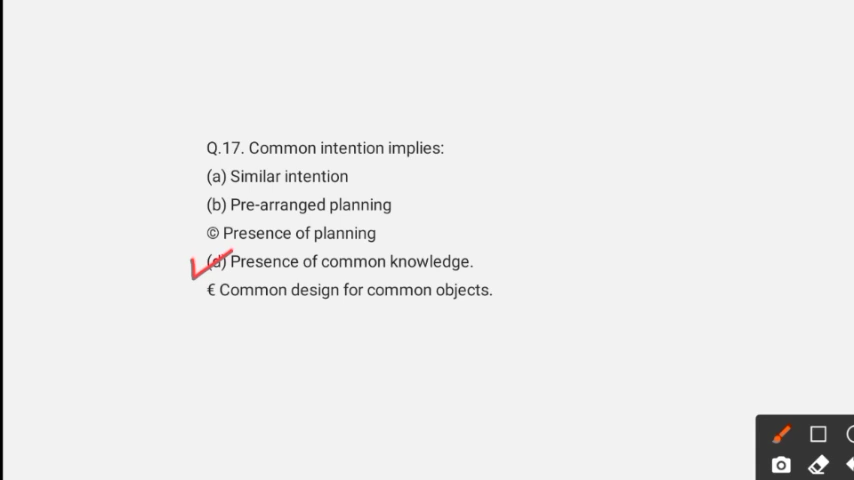 Q.17. Common intention implies:
(a) Similar intention
(b) Pre-arranged planning
© Presence of planning
(d) Presence of common knowledge.
€ Common design for common objects.